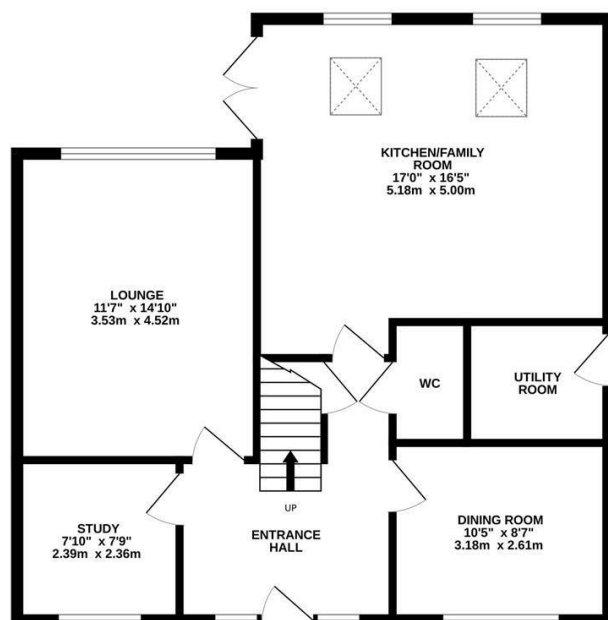 KITCHEN/FAMILY
ROOM
17'0" x 16'5"
5.18m x 5.00m
LOUNGE
11'7" x 14'10"
3.53m x 4.52m
WC
UTILITY
ROOM
UP
STUDY
7'10" x 7'9"
2.39m x 2.36m
ENTRANCE
HALL
DINING ROOM
10'5" x 8'7"
3.18m x 2.61m